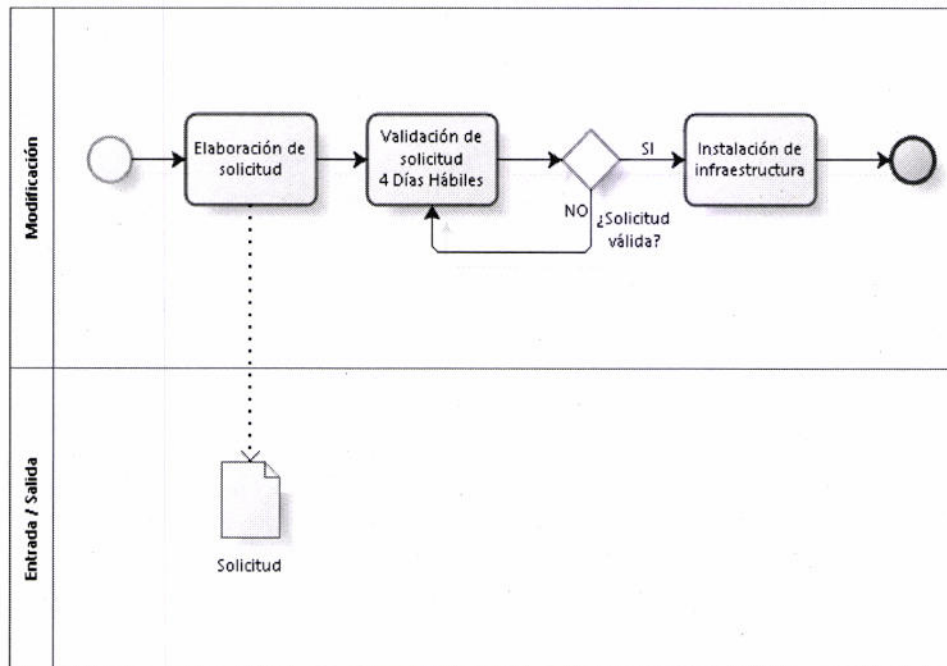 Modificación
Elaboración de
solicitud
Validación de
solicitud
4 Días Hábiles
SI
NO
¿Solicitud
válida?
Instalación de
infraestructura
Entrada / Salida
Solicitud